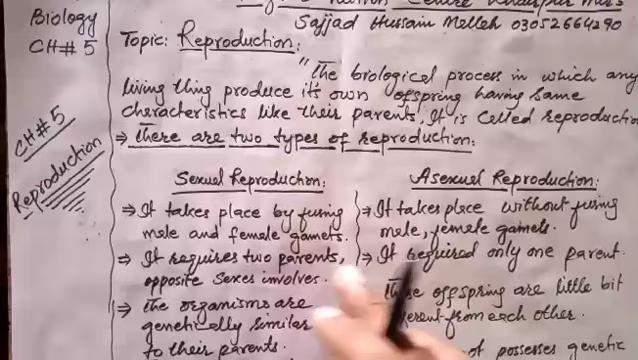 Biology
CH# 5
Sajjad Hussain Melleh 03052664290
Topic: Reproduction:
"The biological process in which any
living thing produce it's own offspring having same
characteristics like their parents, It is called reproduction
⇒ There are two types of reproduction:
CH# 5
Reproduction
Sexual Reproduction:
⇒ It takes place by fusing
male and female gamets.
⇒ It requires two parents,
opposite sexes involves.
⇒ The organisms are
genetically similar
to their parents.
Asexual Reproduction:
⇒ It takes place without fusing
male, female gamets.
⇒ It required only one parent.
offspring are little bit
from each other.
of possesses genetic